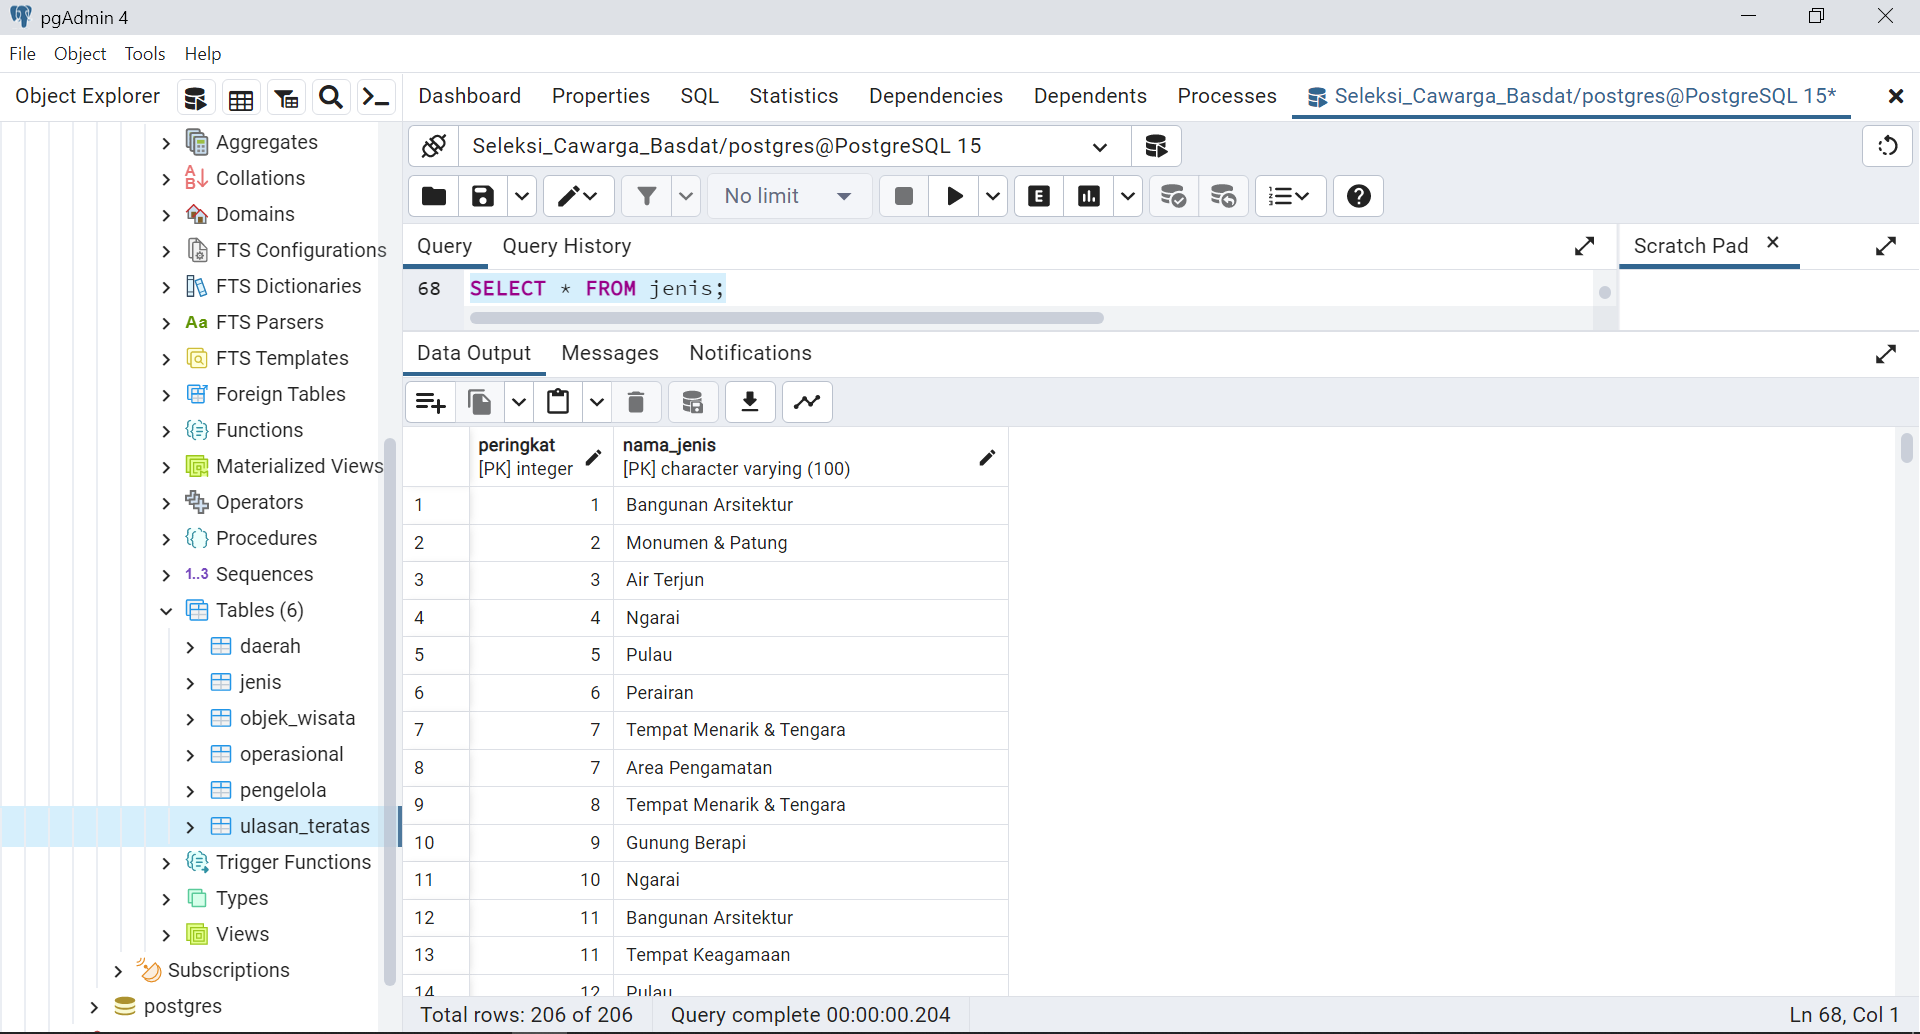 pgAdmin 4
File Object Tools Help
Object Explorer
Dashboard Properties SQL Statistics Dependencies Dependents Processes Seleksi_Cawarga_Basdat/postgres@PostgreSQL 15*
Aggregates
Collations
Domains
FTS Configurations
FTS Dictionaries
Aa FTS Parsers
FTS Templates
Foreign Tables
Functions
Materialized Views
Operators
Procedures
1..3 Sequences
Tables (6)
daerah
jenis
objek_wisata
operasional
pengelola
ulasan_teratas
Trigger Functions
Types
Views
Subscriptions
postgres
Seleksi_Cawarga_Basdat/postgres@PostgreSQL 15
No limit
E
Query Query History
Scratch Pad
68 SELECT * FROM jenis;
Data Output Messages Notifications
peringkat nama_jenis
[PK] integer [PK] character varying (100)
1 1 Bangunan Arsitektur
2 2 Monumen & Patung
3 3 Air Terjun
4 4 Ngarai
5 5 Pulau
6 6 Perairan
7 7 Tempat Menarik & Tengara
8 7 Area Pengamatan
9 8 Tempat Menarik & Tengara
10 9 Gunung Berapi
11 10 Ngarai
12 11 Bangunan Arsitektur
13 11 Tempat Keagamaan
14 12 Pulau
Total rows: 206 of 206 Query complete 00:00:00.204 Ln 68, Col 1